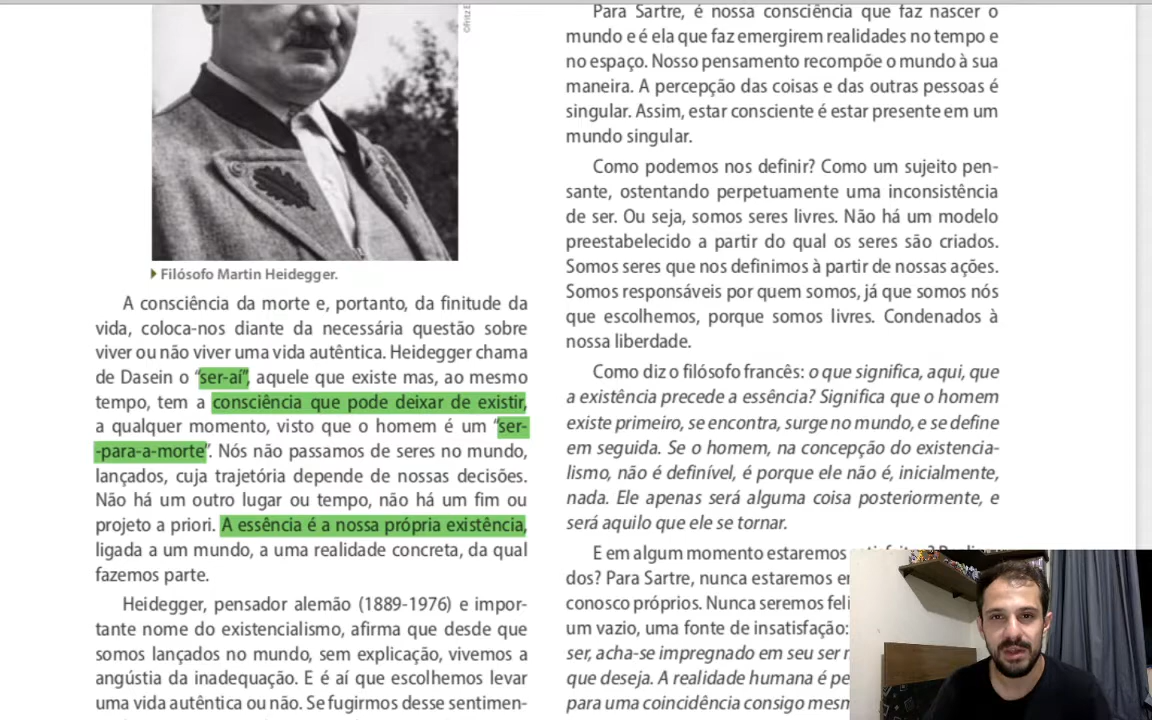 ©Fritz E
Filósofo Martin Heidegger.
A consciência da morte e, portanto, da finitude da
vida, coloca-nos diante da necessária questão sobre
viver ou não viver uma vida autêntica. Heidegger chama
de Dasein o “ser-aí”, aquele que existe mas, ao mesmo
tempo, tem a consciência que pode deixar de existir,
a qualquer momento, visto que o homem é um “ser-
-para-a-morte”. Nós não passamos de seres no mundo,
lançados, cuja trajetória depende de nossas decisões.
Não há um outro lugar ou tempo, não há um fim ou
projeto a priori. A essência é a nossa própria existência,
ligada a um mundo, a uma realidade concreta, da qual
fazemos parte.
Heidegger, pensador alemão (1889-1976) e impor-
tante nome do existencialismo, afirma que desde que
somos lançados no mundo, sem explicação, vivemos a
angústia da inadequação. E é aí que escolhemos levar
uma vida autêntica ou não. Se fugirmos desse sentimen-
Para Sartre, é nossa consciência que faz nascer o
mundo e é ela que faz emergirem realidades no tempo e
no espaço. Nosso pensamento recompõe o mundo à sua
maneira. A percepção das coisas e das outras pessoas é
singular. Assim, estar consciente é estar presente em um
mundo singular.
Como podemos nos definir? Como um sujeito pen-
sante, ostentando perpetuamente uma inconsistência
de ser. Ou seja, somos seres livres. Não há um modelo
preestabelecido a partir do qual os seres são criados.
Somos seres que nos definimos à partir de nossas ações.
Somos responsáveis por quem somos, já que somos nós
que escolhemos, porque somos livres. Condenados à
nossa liberdade.
Como diz o filósofo francês: o que significa, aqui, que
a existência precede a essência? Significa que o homem
existe primeiro, se encontra, surge no mundo, e se define
em seguida. Se o homem, na concepção do existencia-
lismo, não é definível, é porque ele não é, inicialmente,
nada. Ele apenas será alguma coisa posteriormente, e
será aquilo que ele se tornar.
E em algum momento estaremos
dos? Para Sartre, nunca estaremos
conosco próprios. Nunca seremos
um vazio, uma fonte de insatisfação:
ser, acha-se impregnado em seu ser
que deseja. A realidade humana é
para uma coincidência consigo